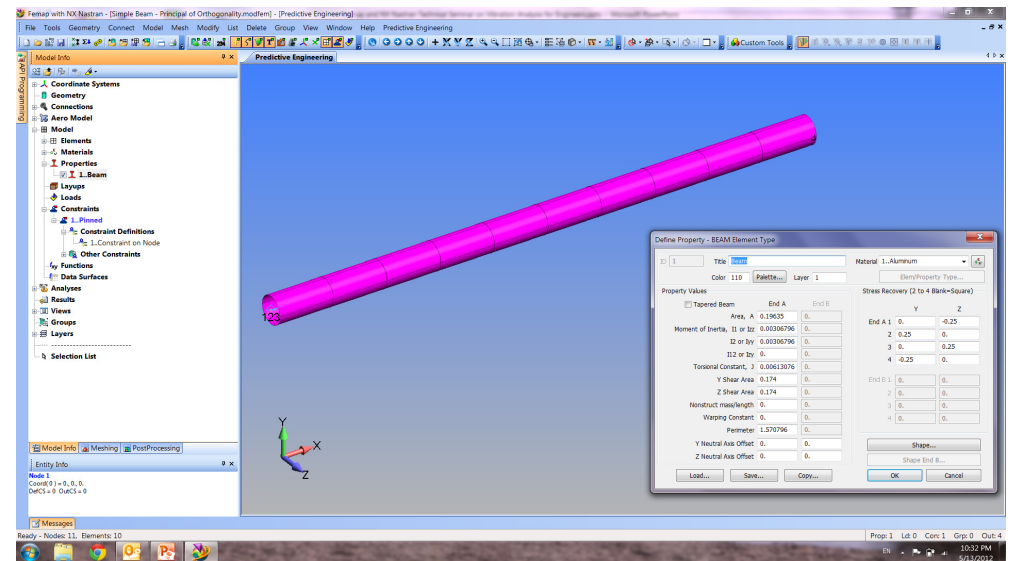 Femap with NX Nastran - [Simple Beam - Principal of Orthogonality.modfem] - [Predictive Engineering]
File Tools Geometry Connect Model Mesh Modify List Delete Group View Window Help Predictive Engineering
Custom Tools
Model Info
Predictive Engineering
API Programming
Coordinate Systems
Geometry
Connections
Aero Model
Model
Elements
Materials
Properties
1..Beam
Layups
Loads
Constraints
1..Pinned
Constraint Definitions
1..Constraint on Node
Other Constraints
Functions
Data Surfaces
Analyses
Results
Views
Groups
Layers
Selection List
123
Y
X
Z
Define Property - BEAM Element Type
ID 1 Title Beam Material 1..Aluminum
Color 110 Palette... Layer 1 Elem/Property Type...
Property Values Stress Recovery (2 to 4 Blank=Square)
Tapered Beam End A End B Y Z
Area, A 0.19635 0. End A 1 0. -0.25
Moment of Inertia, I1 or Izz 0.00306796 0. 2 0.25 0.
I2 or Iyy 0.00306796 0. 3 0. 0.25
I12 or Izy 0. 0. 4 -0.25 0.
Torsional Constant, J 0.00613076 0.
Y Shear Area 0.174 0. End B 1 0. 0.
Z Shear Area 0.174 0. 2 0. 0.
Nonstruct mass/length 0. 0. 3 0. 0.
Warping Constant 0. 0. 4 0. 0.
Perimeter 1.570796 0.
Y Neutral Axis Offset 0. 0. Shape...
Z Neutral Axis Offset 0. 0. Shape End B...
Load... Save... Copy... OK Cancel
Model Info Meshing PostProcessing
Entity Info
Node 1
Coord( 0 ) = 0., 0., 0.
DefCS = 0 OutCS = 0
Messages
Ready - Nodes: 11, Elements: 10 Prop: 1 Ld: 0 Con: 1 Grp: 0 Out: 4
EN 10:32 PM
5/13/2012